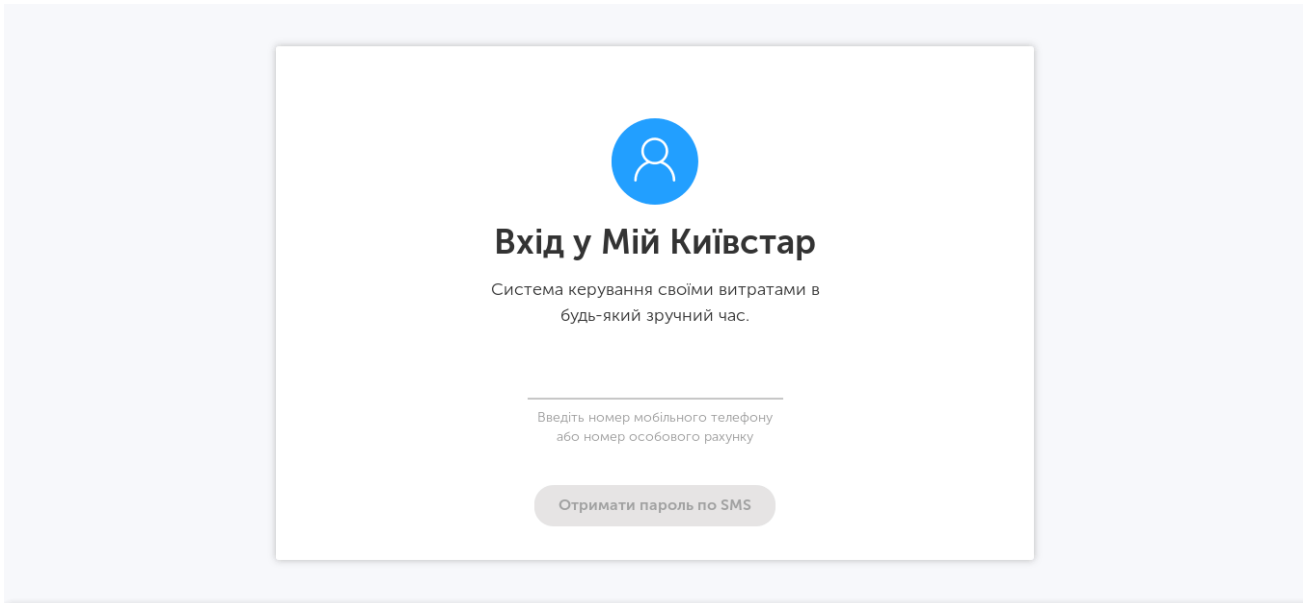 Вхід у Мій Київстар
Система керування своїми витратами в
будь-який зручний час.
Введіть номер мобільного телефону
або номер особового рахунку
Отримати пароль по SMS